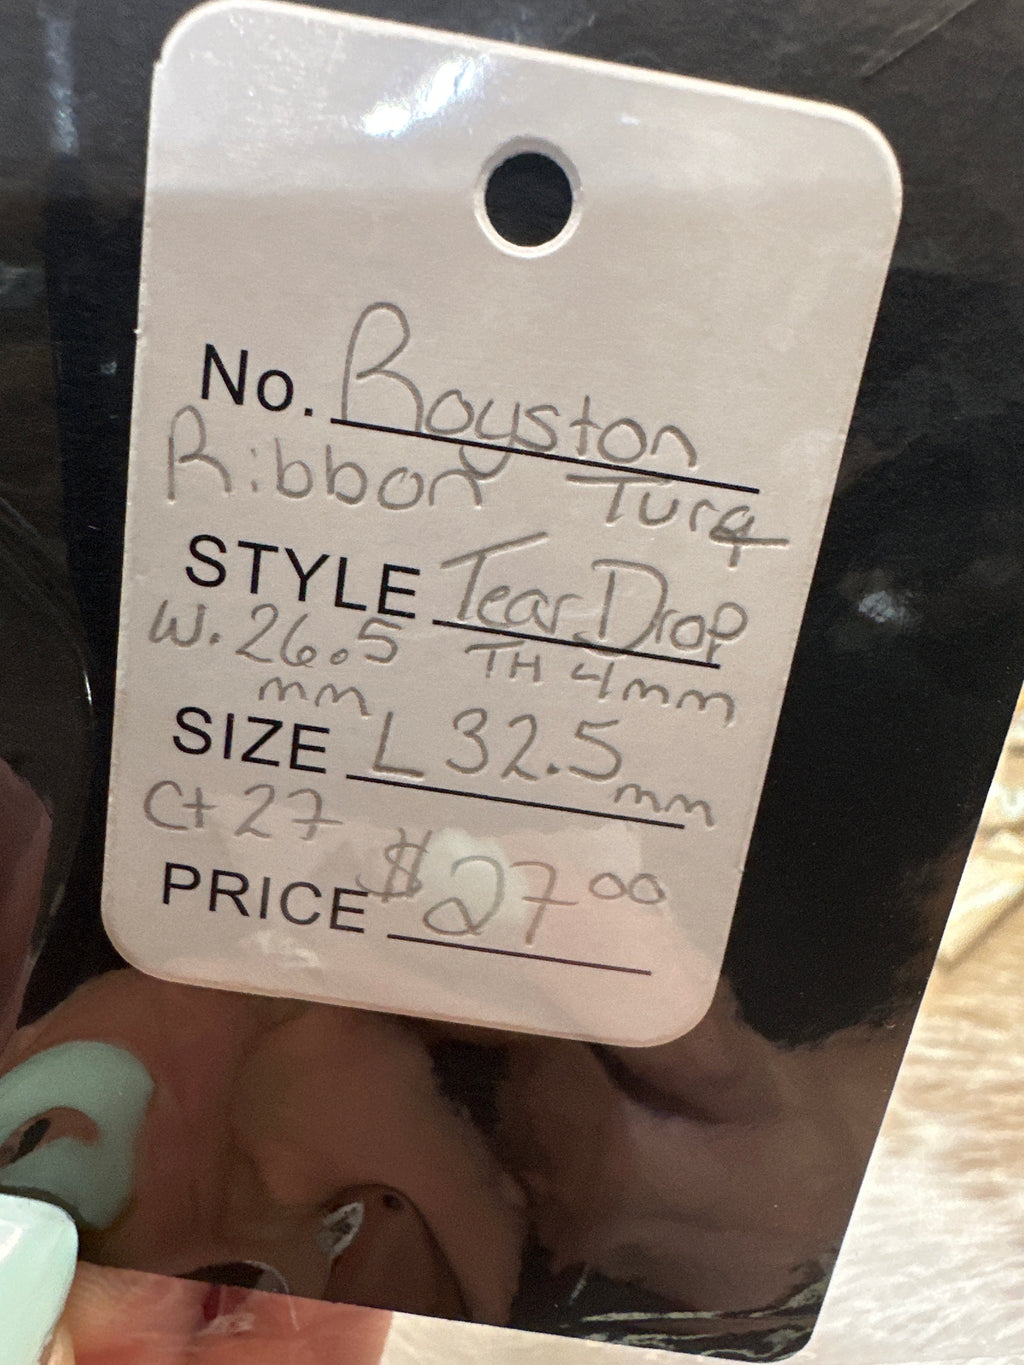 No. Royston
Ribbon Turq
STYLE Tear Drop
W. 26.5 TH 4mm
mm
SIZE L 32.5 mm
Ct 27
PRICE $27.00